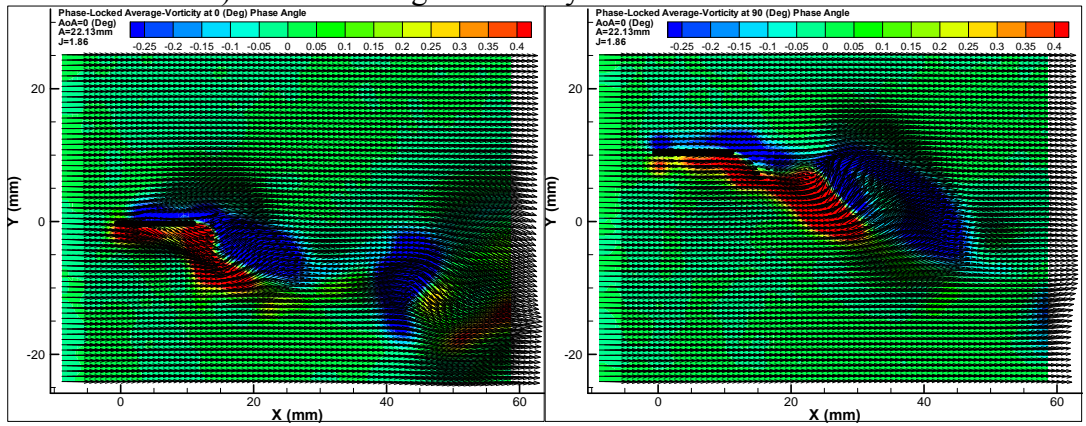 Phase-Locked Average-Vorticity at 0 (Deg) Phase Angle
AoA=0 (Deg)
A=22.13mm
J=1.86
-0.25 -0.2 -0.15 -0.1 -0.05 0 0.05 0.1 0.15 0.2 0.25 0.3 0.35 0.4
20
0
-20
Y (mm)
0 20 40 60
X (mm)
Phase-Locked Average-Vorticity at 90 (Deg) Phase Angle
AoA=0 (Deg)
A=22.13mm
J=1.86
-0.25 -0.2 -0.15 -0.1 -0.05 0 0.05 0.1 0.15 0.2 0.25 0.3 0.35 0.4
20
0
-20
Y (mm)
0 20 40 60
X (mm)